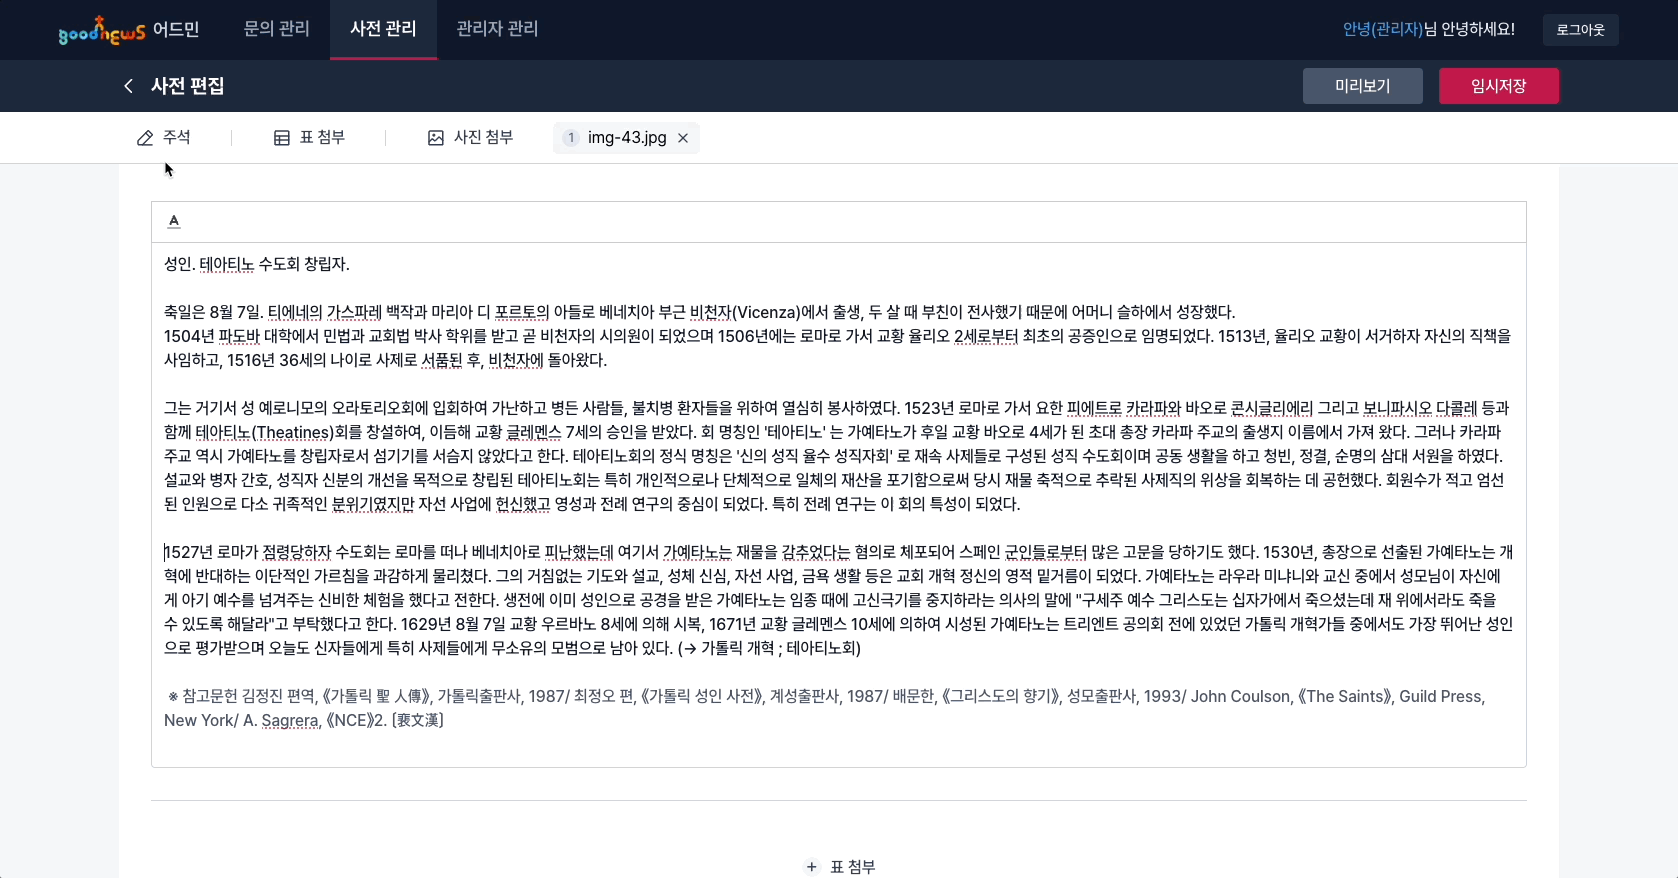 goodnews 어드민 문의 관리 사전 관리 관리자 관리 안녕(관리자)님 안녕하세요! 로그아웃
사전 편집 미리보기 임시저장
주석 표 첨부 사진 첨부 1 img-43.jpg
A
성인. 테아티노 수도회 창립자.
축일은 8월 7일. 티에네의 가스파레 백작과 마리아 디 포르토의 아들로 베네치아 부근 비천자(Vicenza)에서 출생, 두 살 때 부친이 전사했기 때문에 어머니 슬하에서 성장했다.
1504년 파도바 대학에서 민법과 교회법 박사 학위를 받고 곧 비천자의 시의원이 되었으며 1506년에는 로마로 가서 교황 율리오 2세로부터 최초의 공증인으로 임명되었다. 1513년, 율리오 교황이 서거하자 자신의 직책을
사임하고, 1516년 36세의 나이로 사제로 서품된 후, 비천자에 돌아왔다.
그는 거기서 성 예로니모의 오라토리오회에 입회하여 가난하고 병든 사람들, 불치병 환자들을 위하여 열심히 봉사하였다. 1523년 로마로 가서 요한 피에트로 카라파와 바오로 콘시글리에리 그리고 보니파시오 다콜레 등과
함께 테아티노(Theatines)회를 창설하여, 이듬해 교황 글레멘스 7세의 승인을 받았다. 회 명칭인 '테아티노' 는 가예타노가 후일 교황 바오로 4세가 된 초대 총장 카라파 주교의 출생지 이름에서 가져 왔다. 그러나 카라파
주교 역시 가예타노를 창립자로서 섬기기를 서슴지 않았다고 한다. 테아티노회의 정식 명칭은 '신의 성직 율수 성직자회' 로 재속 사제들로 구성된 성직 수도회이며 공동 생활을 하고 청빈, 정결, 순명의 삼대 서원을 하였다.
설교와 병자 간호, 성직자 신분의 개선을 목적으로 창립된 테아티노회는 특히 개인적으로나 단체적으로 일체의 재산을 포기함으로써 당시 재물 축적으로 추락된 사제직의 위상을 회복하는 데 공헌했다. 회원수가 적고 엄선
된 인원으로 다소 귀족적인 분위기였지만 자선 사업에 헌신했고 영성과 전례 연구의 중심이 되었다. 특히 전례 연구는 이 회의 특성이 되었다.
1527년 로마가 점령당하자 수도회는 로마를 떠나 베네치아로 피난했는데 여기서 가예타노는 재물을 감추었다는 혐의로 체포되어 스페인 군인들로부터 많은 고문을 당하기도 했다. 1530년, 총장으로 선출된 가예타노는 개
혁에 반대하는 이단적인 가르침을 과감하게 물리쳤다. 그의 거침없는 기도와 설교, 성체 신심, 자선 사업, 금욕 생활 등은 교회 개혁 정신의 영적 밑거름이 되었다. 가예타노는 라우라 미냐니와 교신 중에서 성모님이 자신에
게 아기 예수를 넘겨주는 신비한 체험을 했다고 전한다. 생전에 이미 성인으로 공경을 받은 가예타노는 임종 때에 고신극기를 중지하라는 의사의 말에 "구세주 예수 그리스도는 십자가에서 죽으셨는데 재 위에서라도 죽을
수 있도록 해달라"고 부탁했다고 한다. 1629년 8월 7일 교황 우르바노 8세에 의해 시복, 1671년 교황 글레멘스 10세에 의하여 시성된 가예타노는 트리엔트 공의회 전에 있었던 가톨릭 개혁가들 중에서도 가장 뛰어난 성인
으로 평가받으며 오늘도 신자들에게 특히 사제들에게 무소유의 모범으로 남아 있다. (→ 가톨릭 개혁 ; 테아티노회)
※ 참고문헌 김정진 편역, 《가톨릭 聖 人傳》, 가톨릭출판사, 1987/ 최정오 편, 《가톨릭 성인 사전》, 계성출판사, 1987/ 배문한, 《그리스도의 향기》, 성모출판사, 1993/ John Coulson, 《The Saints》, Guild Press,
New York/ A. Sagrera, 《NCE》2. [裵文漢]
+ 표 첨부